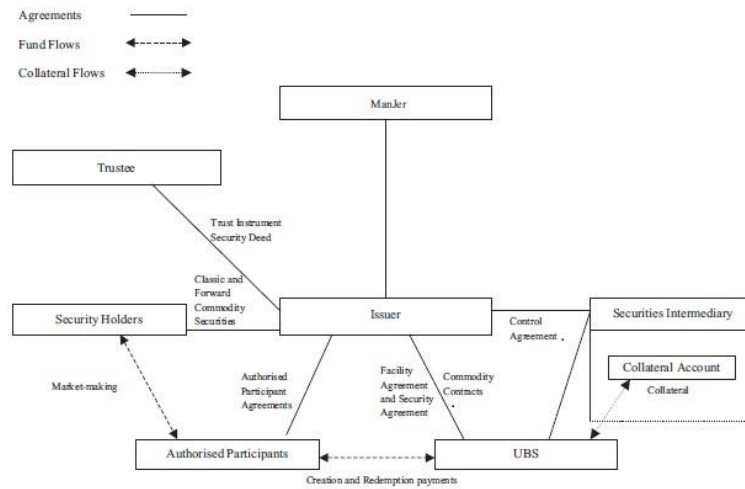 Agreements
Fund Flows
Collateral Flows
ManJer
Trustee
Trust Instrument
Security Deed
Classic and
Forward
Commodity
Securities
Security Holders
Issuer
Securities Intermediary
Control
Agreement
Collateral Account
Collateral
Market-making
Authorised
Participant
Agreements
Facility
Agreement
and Security
Agreement
Commodity
Contracts
Authorised Participants
UBS
Creation and Redemption payments